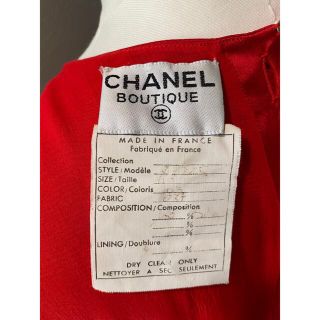 CHANEL
BOUTIQUE
MADE IN FRANCE
Fabriqué en France
Collection
STYLE/Modèle
SIZE/Taille
COLOR/Coloris
FABRIC
COMPOSITION/Composition
%
%
%
LINING/Doublure
%
DRY CLEAN ONLY
NETTOYER A SEC SEULEMENT